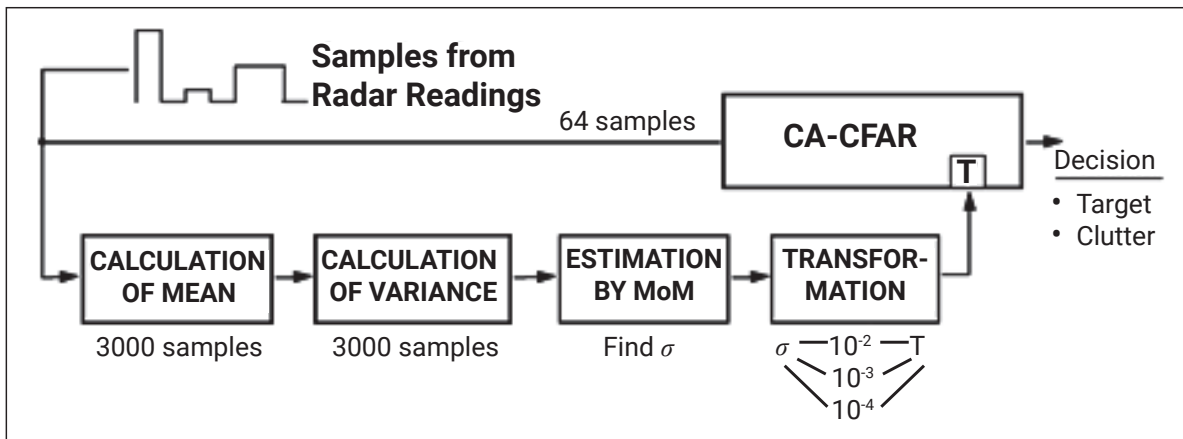 Samples from
Radar Readings
64 samples
CA-CFAR
T
Decision
• Target
• Clutter
CALCULATION
OF MEAN
CALCULATION
OF VARIANCE
ESTIMATION
BY MoM
TRANSFOR-
MATION
3000 samples
3000 samples
Find σ
σ 10⁻² T
10⁻³
10⁻⁴